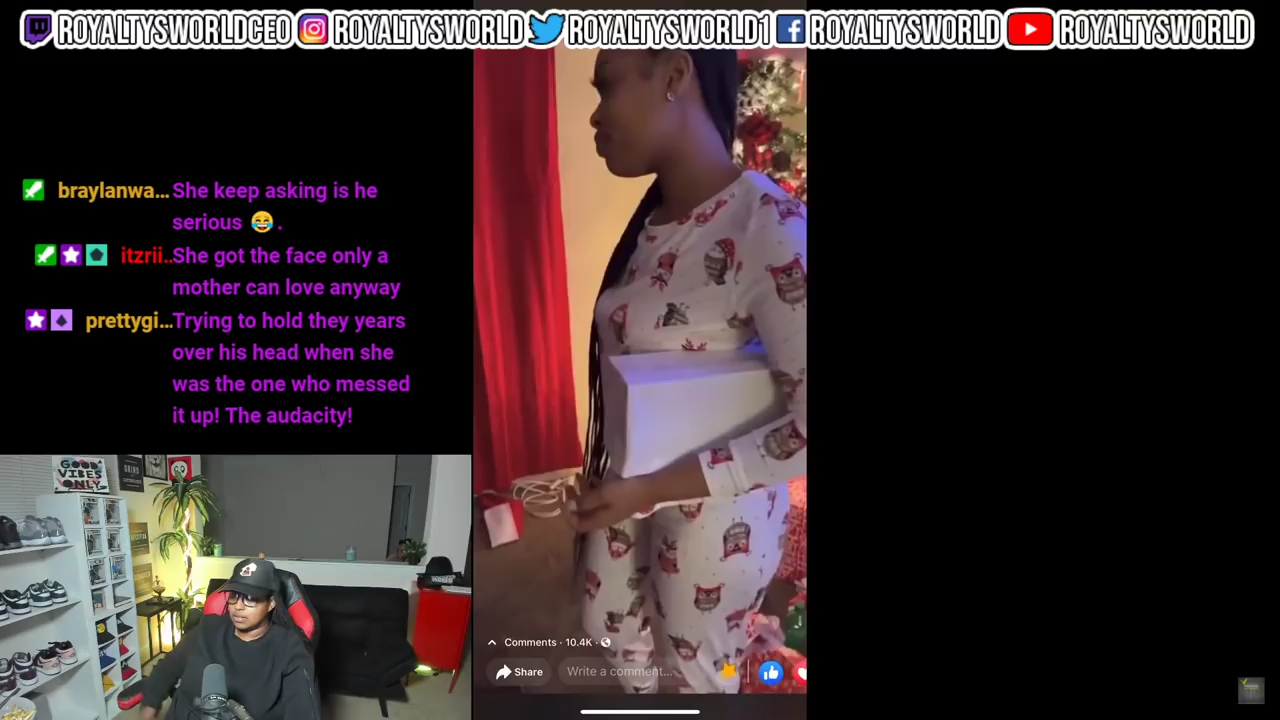 ROYALTYSWORLDCEO ROYALTYSWORLD ROYALTYSWORLD1 ROYALTYSWORLD ROYALTYSWORLD
braylanwa... She keep asking is he
serious 😂.
itzrii.. She got the face only a
mother can love anyway
prettygi... Trying to hold they years
over his head when she
was the one who messed
it up! The audacity!
GOOD
VIBES
ONLY
Comments · 10.4K ·
Share Write a comment...